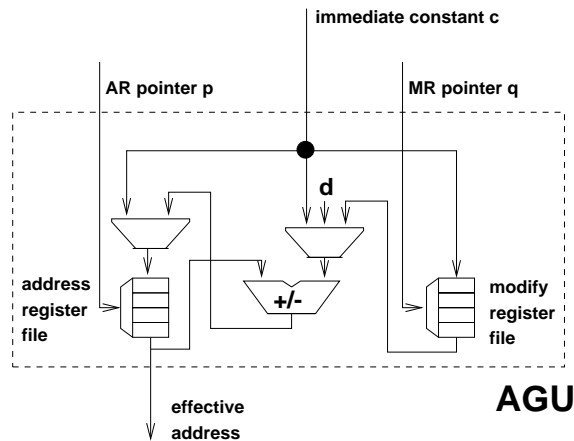 immediate constant c
AR pointer p
MR pointer q
d
address
register
file
+/-
modify
register
file
AGU
effective
address